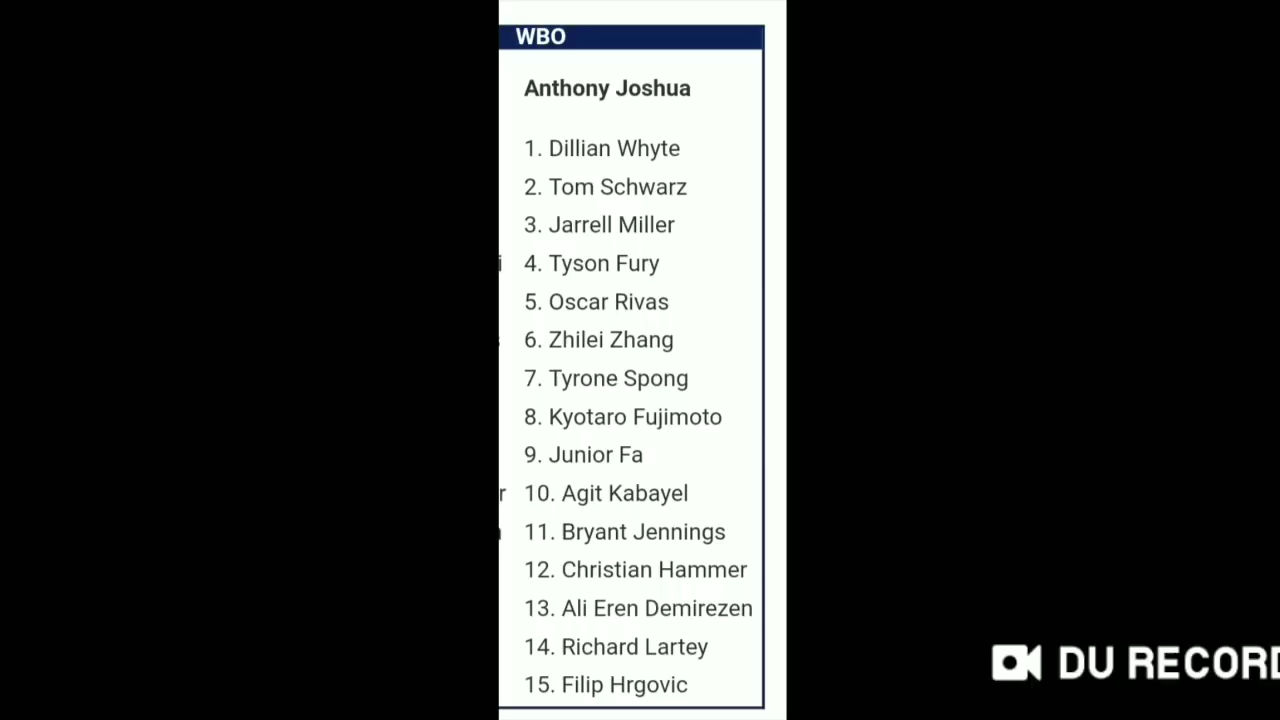 WBO
Anthony Joshua
1. Dillian Whyte
2. Tom Schwarz
3. Jarrell Miller
4. Tyson Fury
5. Oscar Rivas
6. Zhilei Zhang
7. Tyrone Spong
8. Kyotaro Fujimoto
9. Junior Fa
10. Agit Kabayel
11. Bryant Jennings
12. Christian Hammer
13. Ali Eren Demirezen
14. Richard Lartey
15. Filip Hrgovic
DU RECORD